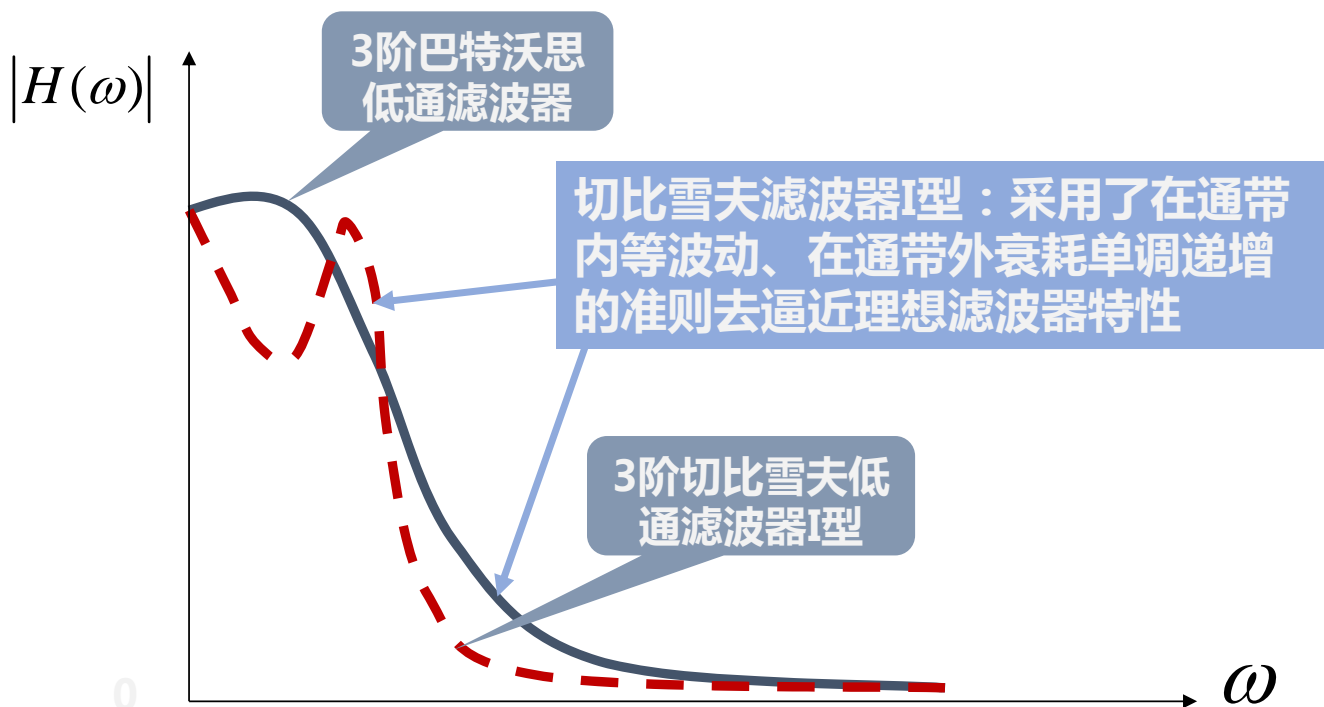 |H(ω)|
3阶巴特沃思
低通滤波器
切比雪夫滤波器I型：采用了在通带
内等波动、在通带外衰耗单调递增
的准则去逼近理想滤波器特性
3阶切比雪夫低
通滤波器I型
0
ω